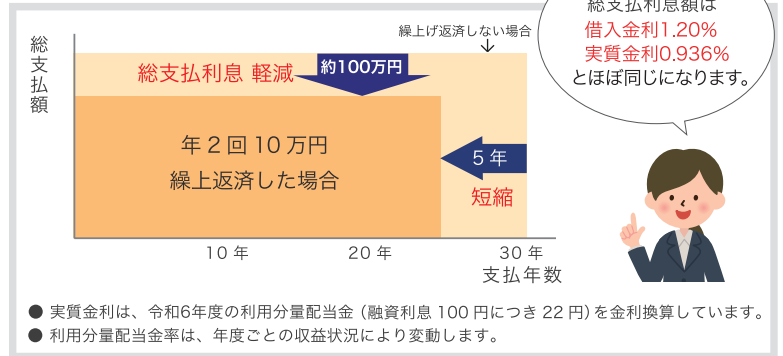 総支払利息額は
借入金利1.20%
実質金利0.936%
とほぼ同じになります。
繰上げ返済しない場合
総支払額
総支払利息 軽減
約100万円
年2回10万円
繰上返済した場合
5年
短縮
10年
20年
30年
支払年数
● 実質金利は、令和6年度の利用分量配当金（融資利息100円につき22円）を金利換算しています。
● 利用分量配当金率は、年度ごとの収益状況により変動します。